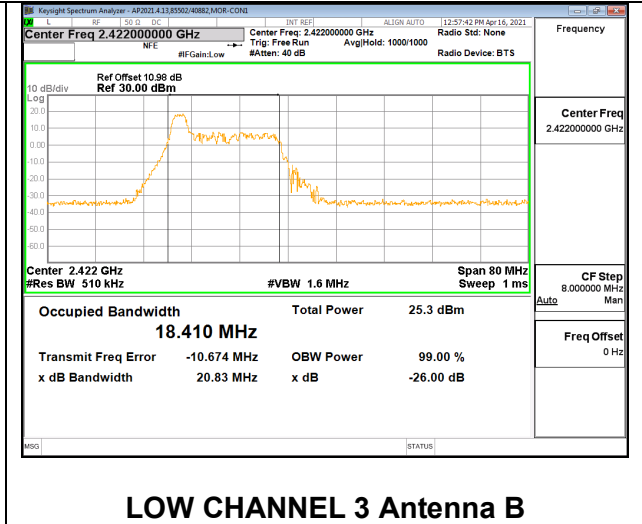 Keysight Spectrum Analyzer - AP2021.4.13,85502/40882,MOR-CON1
LXI L RF 50 Ω DC INT REF ALIGN AUTO 12:57:42 PM Apr 16, 2021
Center Freq 2.422000000 GHz
Center Freq: 2.422000000 GHz
Radio Std: None
NFE
Trig: Free Run
Avg|Hold: 1000/1000
#IFGain:Low
#Atten: 40 dB
Radio Device: BTS
Ref Offset 10.98 dB
10 dB/div
Ref 30.00 dBm
Log
20.0
10.0
0.00
-10.0
-20.0
-30.0
-40.0
-50.0
-60.0
Center 2.422 GHz
Span 80 MHz
#Res BW 510 kHz
#VBW 1.6 MHz
Sweep 1 ms
Occupied Bandwidth
Total Power 25.3 dBm
18.410 MHz
Transmit Freq Error -10.674 MHz
OBW Power 99.00 %
x dB Bandwidth 20.83 MHz
x dB -26.00 dB
MSG
STATUS
Frequency
Center Freq
2.422000000 GHz
CF Step
8.000000 MHz
Auto Man
Freq Offset
0 Hz
LOW CHANNEL 3 Antenna B